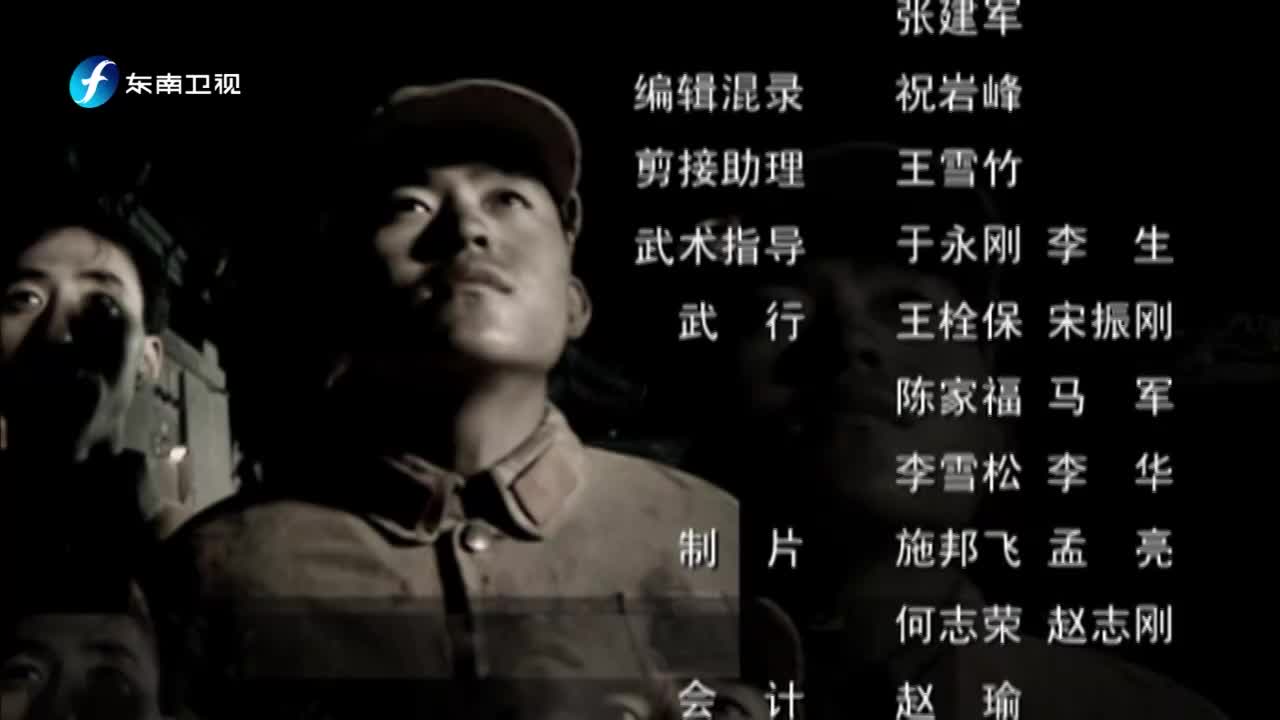 张建军
东南卫视
编辑混录 祝岩峰
剪接助理 王雪竹
武术指导 于永刚 李 生
武 行 王栓保 宋振刚
陈家福 马 军
李雪松 李 华
制 片 施邦飞 孟 亮
何志荣 赵志刚
会 计 赵 瑜